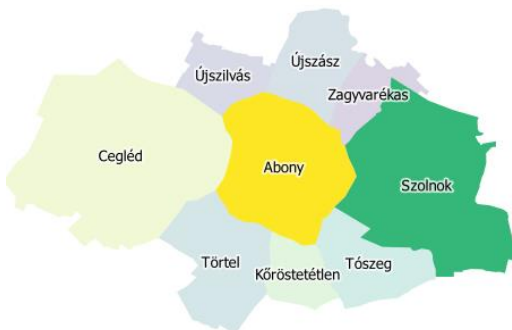 Újszász
Újszilvás
Zagyvarékas
Cegléd
Abony
Szolnok
Törtel
Tószeg
Kőröstetétlen